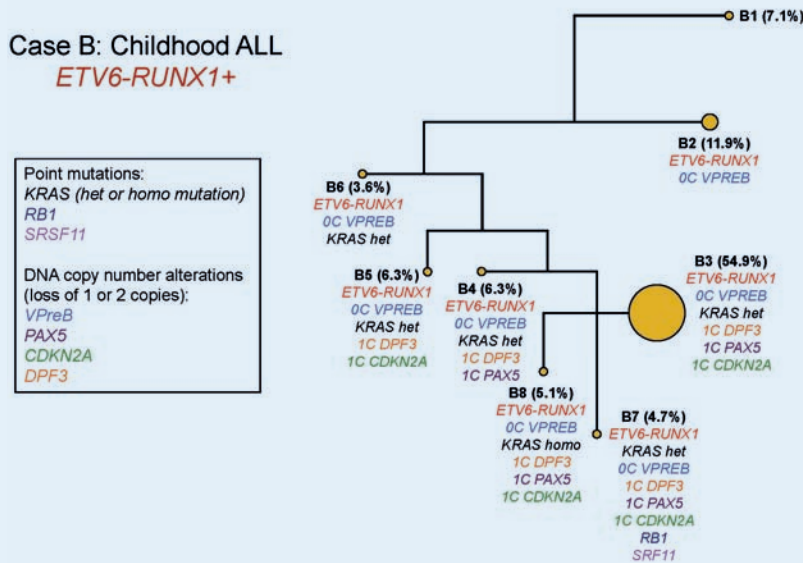 Case B: Childhood ALL
ETV6-RUNX1+
Point mutations:
KRAS (het or homo mutation)
RB1
SRSF11
DNA copy number alterations
(loss of 1 or 2 copies):
VPreB
PAX5
CDKN2A
DPF3
B1 (7.1%)
B2 (11.9%)
ETV6-RUNX1
0C VPREB
B6 (3.6%)
ETV6-RUNX1
0C VPREB
KRAS het
B5 (6.3%)
ETV6-RUNX1
0C VPREB
KRAS het
1C DPF3
1C CDKN2A
B4 (6.3%)
ETV6-RUNX1
0C VPREB
KRAS het
1C DPF3
1C PAX5
B3 (54.9%)
ETV6-RUNX1
0C VPREB
KRAS het
1C DPF3
1C PAX5
1C CDKN2A
B8 (5.1%)
ETV6-RUNX1
0C VPREB
KRAS homo
1C DPF3
1C PAX5
1C CDKN2A
B7 (4.7%)
ETV6-RUNX1
KRAS het
0C VPREB
1C DPF3
1C PAX5
1C CDKN2A
RB1
SRF11